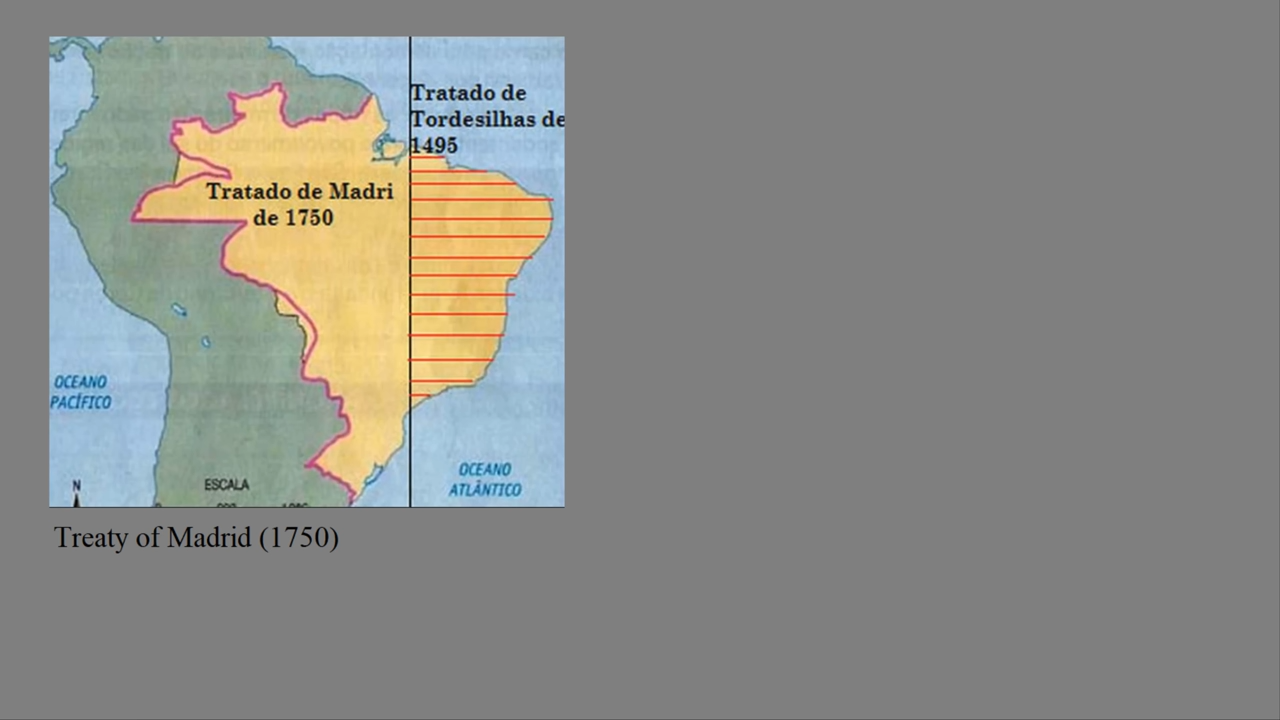 Tratado de
Tordesilhas de
1495
Tratado de Madri
de 1750
OCEANO
PACÍFICO
OCEANO
ATLÂNTICO
N
ESCALA
Treaty of Madrid (1750)